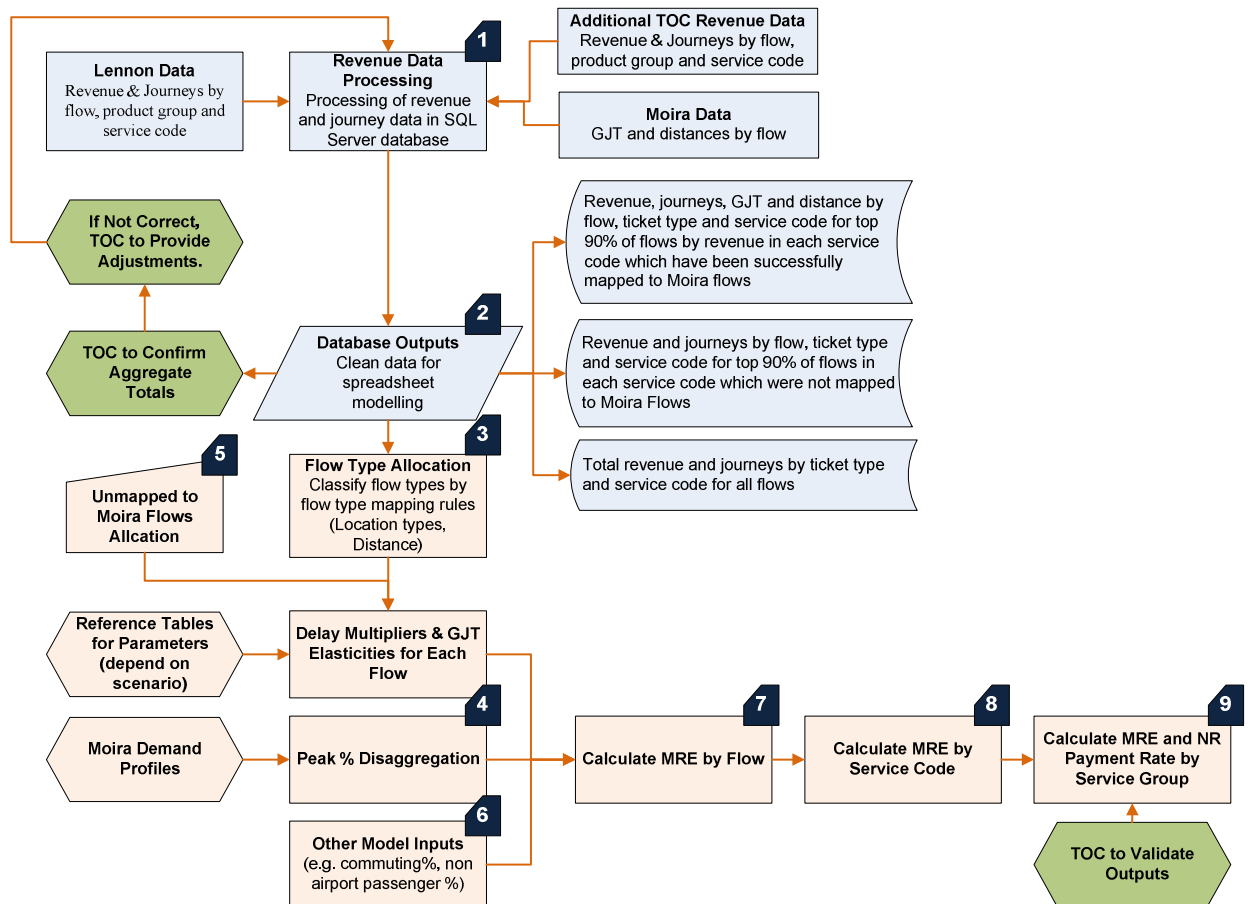 Additional TOC Revenue Data
Revenue & Journeys by flow,
product group and service code
1
Revenue Data
Processing
Processing of revenue
and journey data in SQL
Server database
Lennon Data
Revenue & Journeys by
flow, product group and
service code
Moira Data
GJT and distances by flow
If Not Correct,
TOC to Provide
Adjustments.
Revenue, journeys, GJT and distance by
flow, ticket type and service code for top
90% of flows by revenue in each service
code which have been successfully
mapped to Moira flows
2
Database Outputs
Clean data for
spreadsheet
modelling
TOC to Confirm
Aggregate
Totals
Revenue and journeys by flow, ticket type
and service code for top 90% of flows in
each service code which were not mapped
to Moira Flows
3
Flow Type Allocation
Classify flow types by
flow type mapping rules
(Location types,
Distance)
Total revenue and journeys by ticket type
and service code for all flows
5
Unmapped to
Moira Flows
Allcation
Reference Tables
for Parameters
(depend on
scenario)
Delay Multipliers & GJT
Elasticities for Each
Flow
4
Peak % Disaggregation
Moira Demand
Profiles
7
Calculate MRE by Flow
8
Calculate MRE by
Service Code
9
Calculate MRE and NR
Payment Rate by
Service Group
6
Other Model Inputs
(e.g. commuting%, non
airport passenger %)
TOC to Validate
Outputs